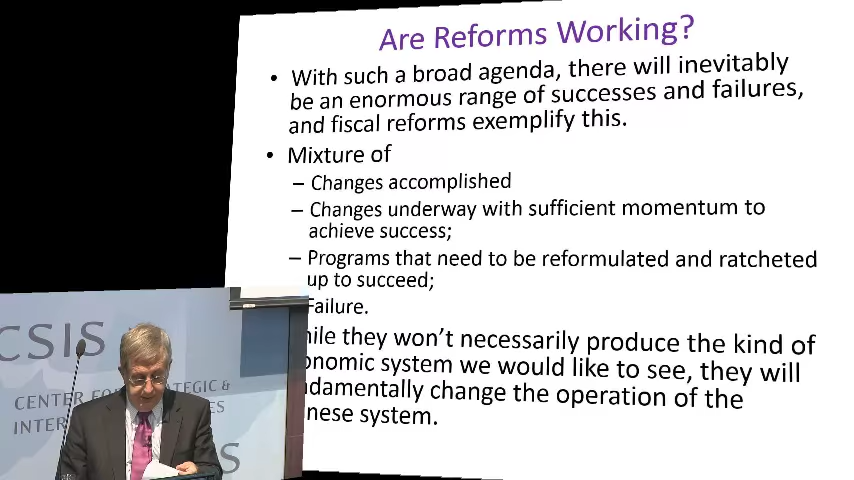 Are Reforms Working?
• With such a broad agenda, there will inevitably
be an enormous range of successes and failures,
and fiscal reforms exemplify this.
• Mixture of
– Changes accomplished
– Changes underway with sufficient momentum to
achieve success;
– Programs that need to be reformulated and ratcheted
up to succeed;
Failure.
hile they won't necessarily produce the kind of
onomic system we would like to see, they will
ndamentally change the operation of the
nese system.
CSIS
CENTER FO TEGIC &
INTER IES
S